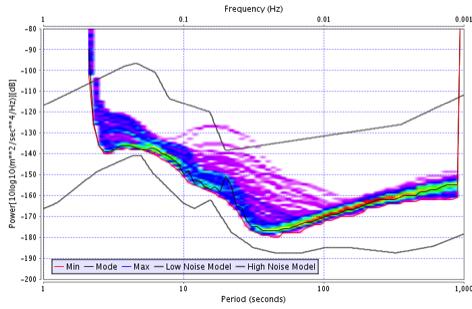 Frequency (Hz)
1 0.1 0.01 0.001
-80
-90
-100
-110
-120
-130
-140
-150
-160
-170
-180
-190
-200
Power[10log10(m**2/sec**4/Hz)][dB]
Min Mode Max Low Noise Model High Noise Model
1 10 100 1,000
Period (seconds)